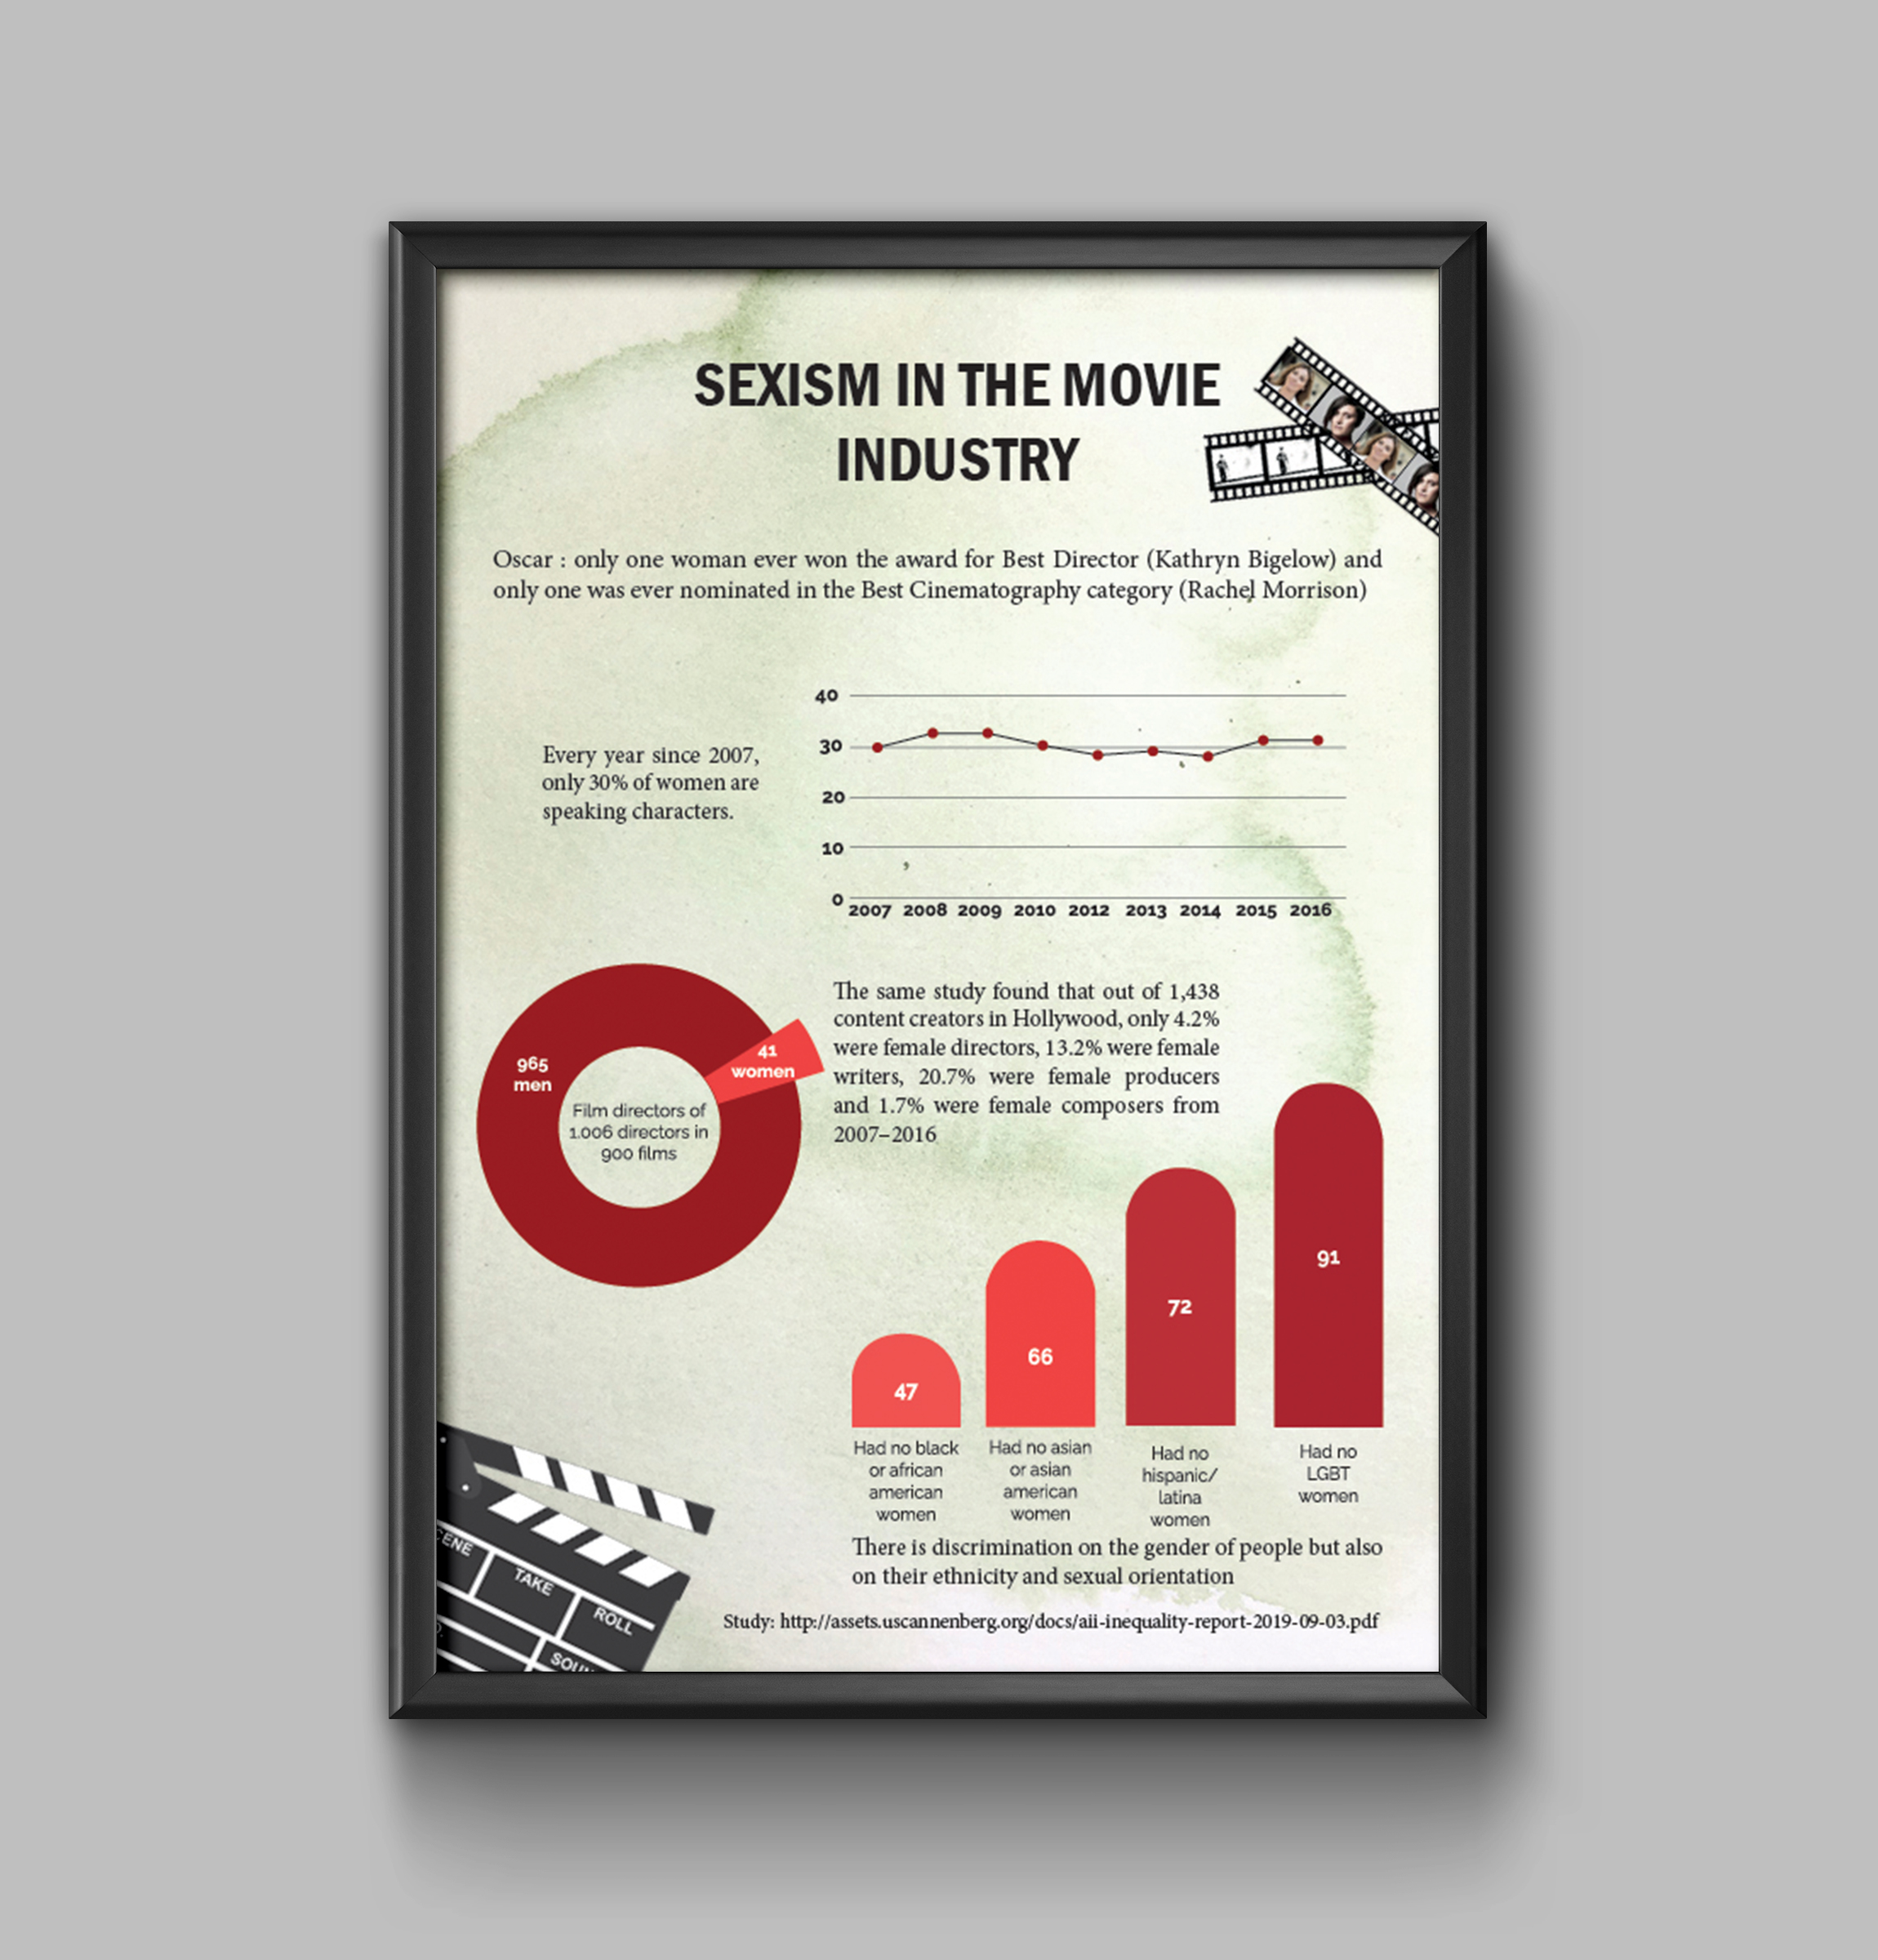 SEXISM IN THE MOVIE
INDUSTRY
Oscar : only one woman ever won the award for Best Director (Kathryn Bigelow) and
only one was ever nominated in the Best Cinematography category (Rachel Morrison)
Every year since 2007,
only 30% of women are
speaking characters.
40
30
20
10
0
2007 2008 2009 2010 2012 2013 2014 2015 2016
965
men
41
women
Film directors of
1.006 directors in
900 films
The same study found that out of 1,438
content creators in Hollywood, only 4.2%
were female directors, 13.2% were female
writers, 20.7% were female producers
and 1.7% were female composers from
2007–2016
47
66
72
91
Had no black
or african
american
women
Had no asian
or asian
american
women
Had no
hispanic/
latina
women
Had no
LGBT
women
There is discrimination on the gender of people but also
on their ethnicity and sexual orientation
Study: http://assets.uscannenberg.org/docs/aii-inequality-report-2019-09-03.pdf
CENE
TAKE
ROLL